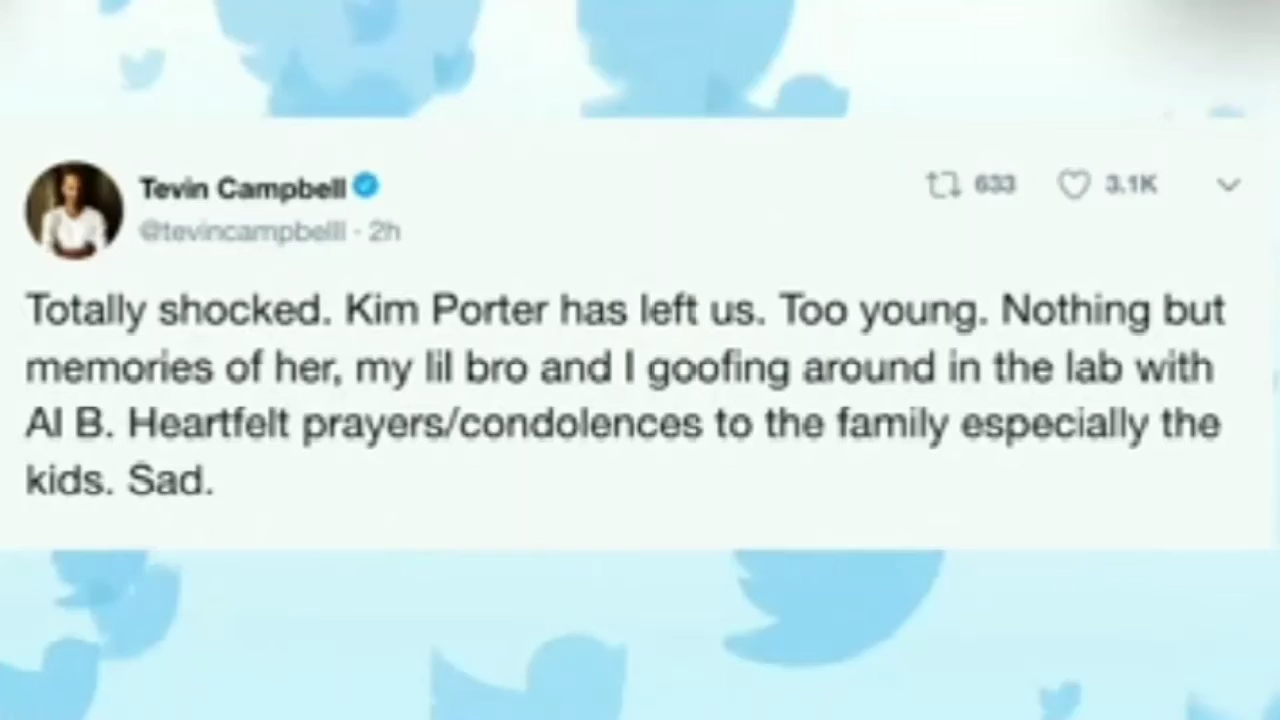 Tevin Campbell
633 3.1K
@tevincampbelll · 2h
Totally shocked. Kim Porter has left us. Too young. Nothing but
memories of her, my lil bro and I goofing around in the lab with
Al B. Heartfelt prayers/condolences to the family especially the
kids. Sad.